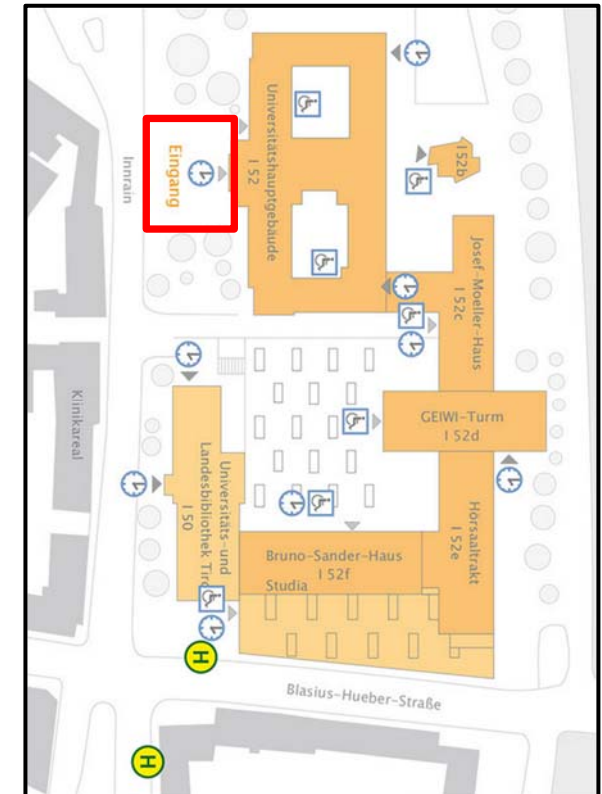 Universitätshauptgebäude
I 52
Eingang
Innrain
I 52b
Josef-Moeller-Haus
I 52c
GEIWI-Turm
I 52d
Hörsaaltrakt
I 52e
Klinikareal
Universitäts- und
Landesbibliothek Tirol
I 50
Bruno-Sander-Haus
I 52f
Studia
H
Blasius-Hueber-Straße
H